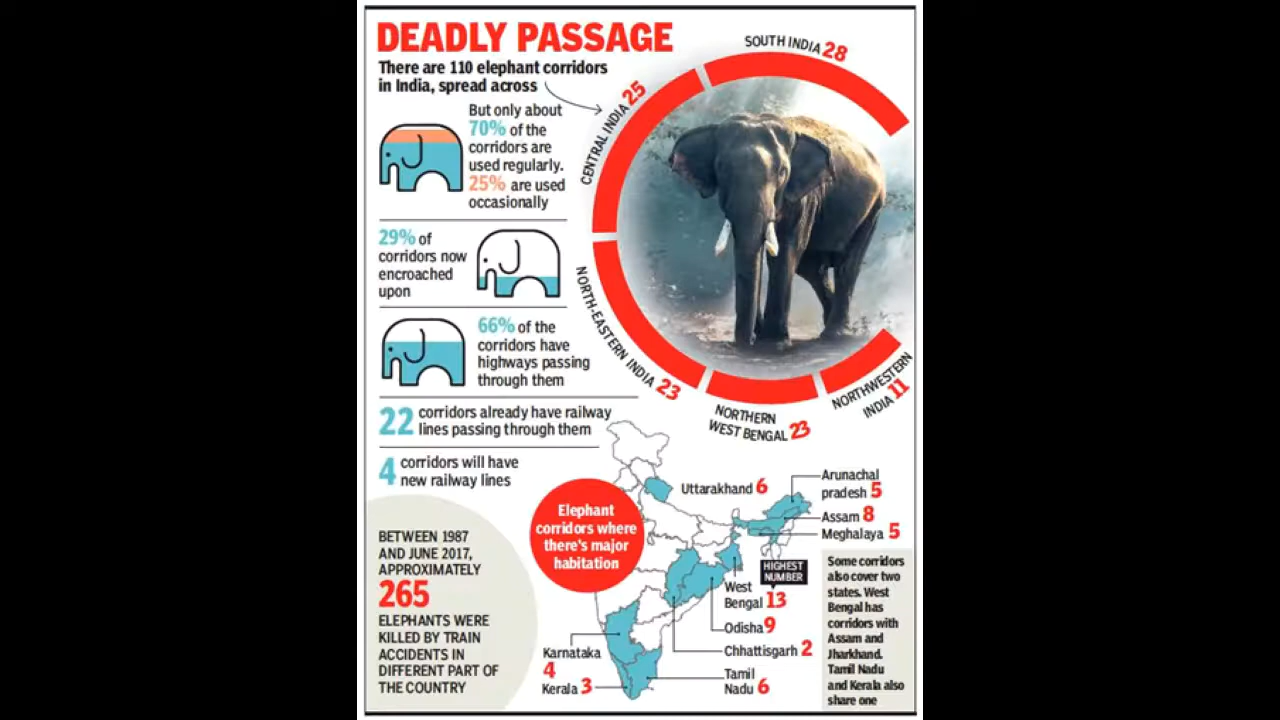 DEADLY PASSAGE
There are 110 elephant corridors
in India, spread across
SOUTH INDIA 28
CENTRAL INDIA 25
NORTH-EASTERN INDIA 23
NORTHERN
WEST BENGAL 23
NORTHWESTERN
INDIA 11
But only about
70% of the
corridors are
used regularly.
25% are used
occasionally
29% of
corridors now
encroached
upon
66% of the
corridors have
highways passing
through them
22 corridors already have railway
lines passing through them
4 corridors will have
new railway lines
BETWEEN 1987
AND JUNE 2017,
APPROXIMATELY
265
ELEPHANTS WERE
KILLED BY TRAIN
ACCIDENTS IN
DIFFERENT PART OF
THE COUNTRY
Elephant
corridors where
there's major
habitation
Uttarakhand 6
Arunachal
pradesh 5
Assam 8
Meghalaya 5
HIGHEST
NUMBER
West
Bengal 13
Odisha 9
Chhattisgarh 2
Tamil
Nadu 6
Karnataka
4
Kerala 3
Some corridors
also cover two
states. West
Bengal has
corridors with
Assam and
Jharkhand.
Tamil Nadu
and Kerala also
share one